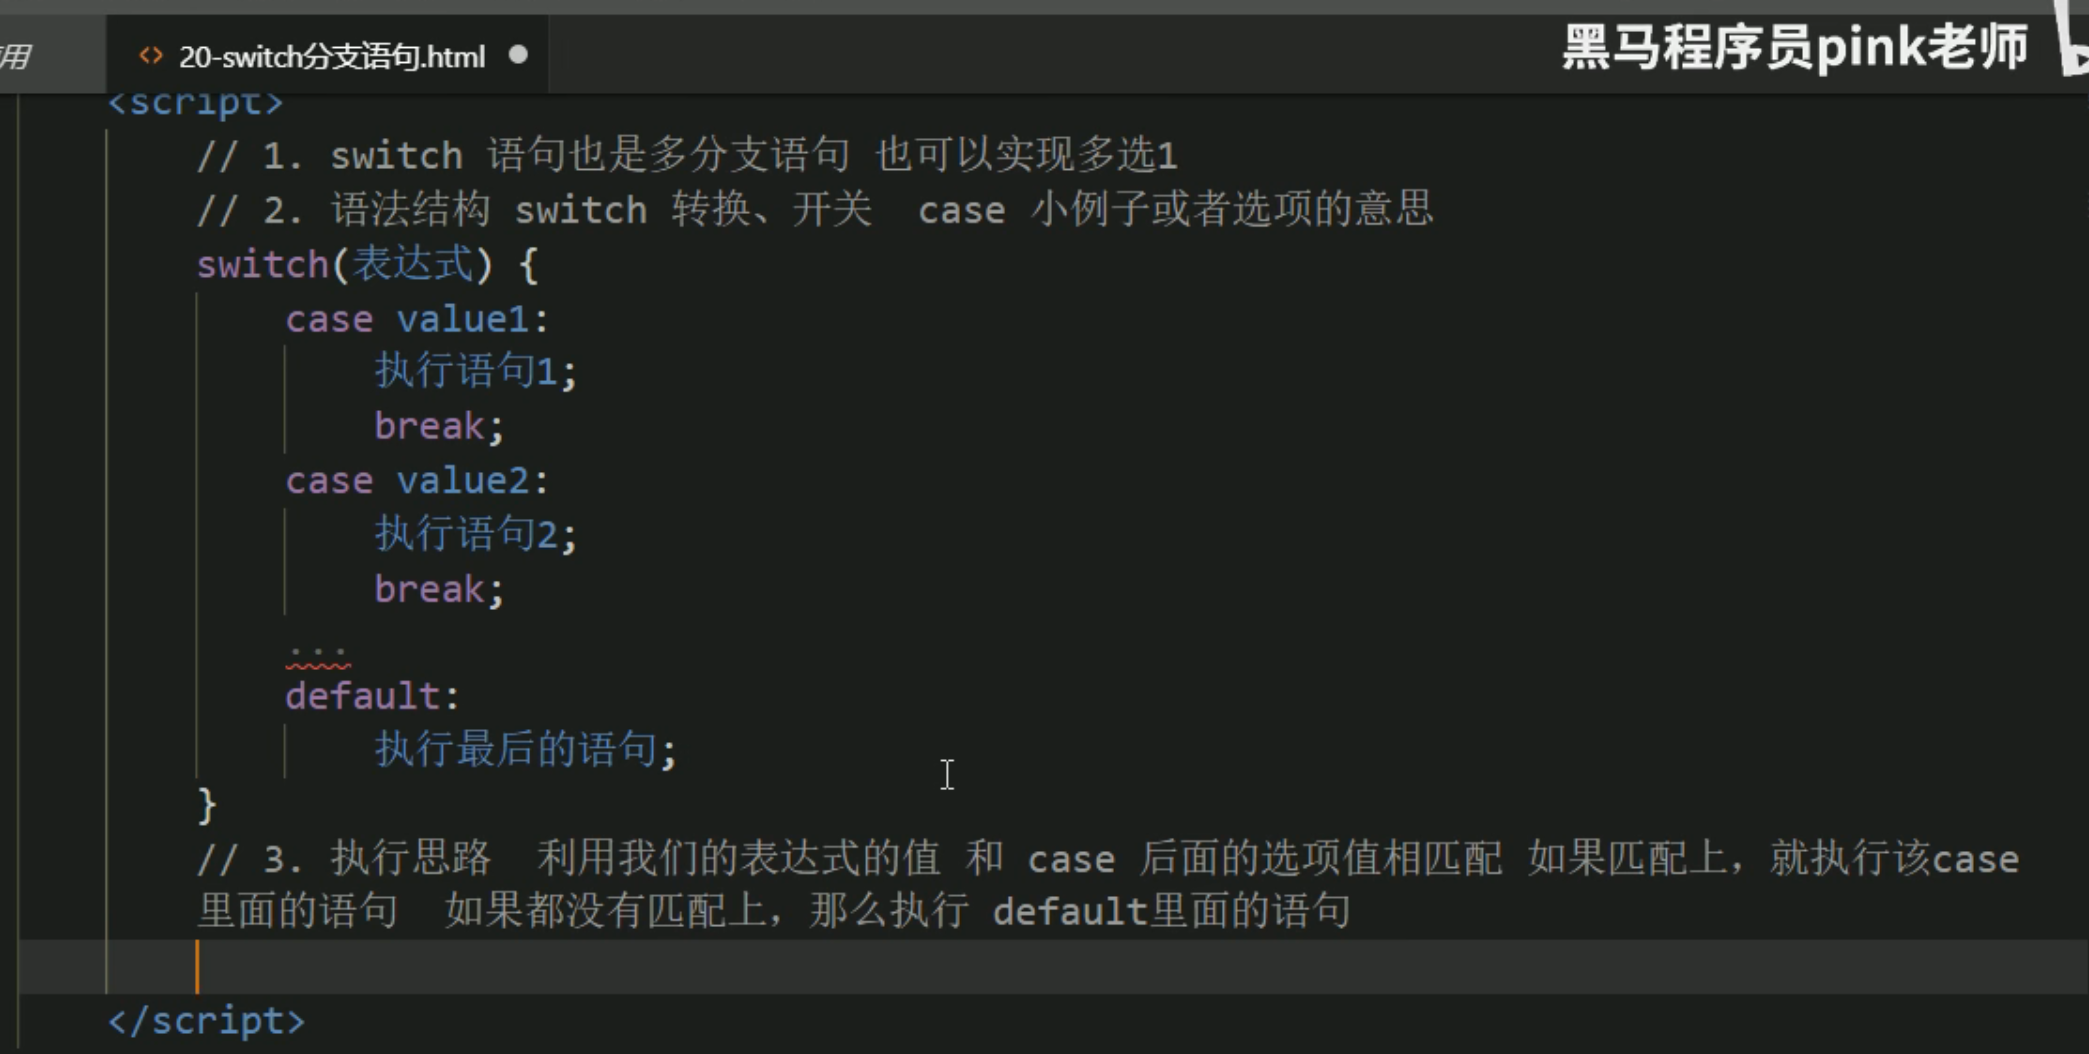 用
<> 20-switch分支语句.html
黑马程序员pink老师
<script>
// 1. switch 语句也是多分支语句 也可以实现多选1
// 2. 语法结构 switch 转换、开关  case 小例子或者选项的意思
switch(表达式) {
case value1:
执行语句1;
break;
case value2:
执行语句2;
break;
...
default:
执行最后的语句;
}
// 3. 执行思路  利用我们的表达式的值 和 case 后面的选项值相匹配 如果匹配上，就执行该case
里面的语句  如果都没有匹配上，那么执行 default里面的语句
</script>